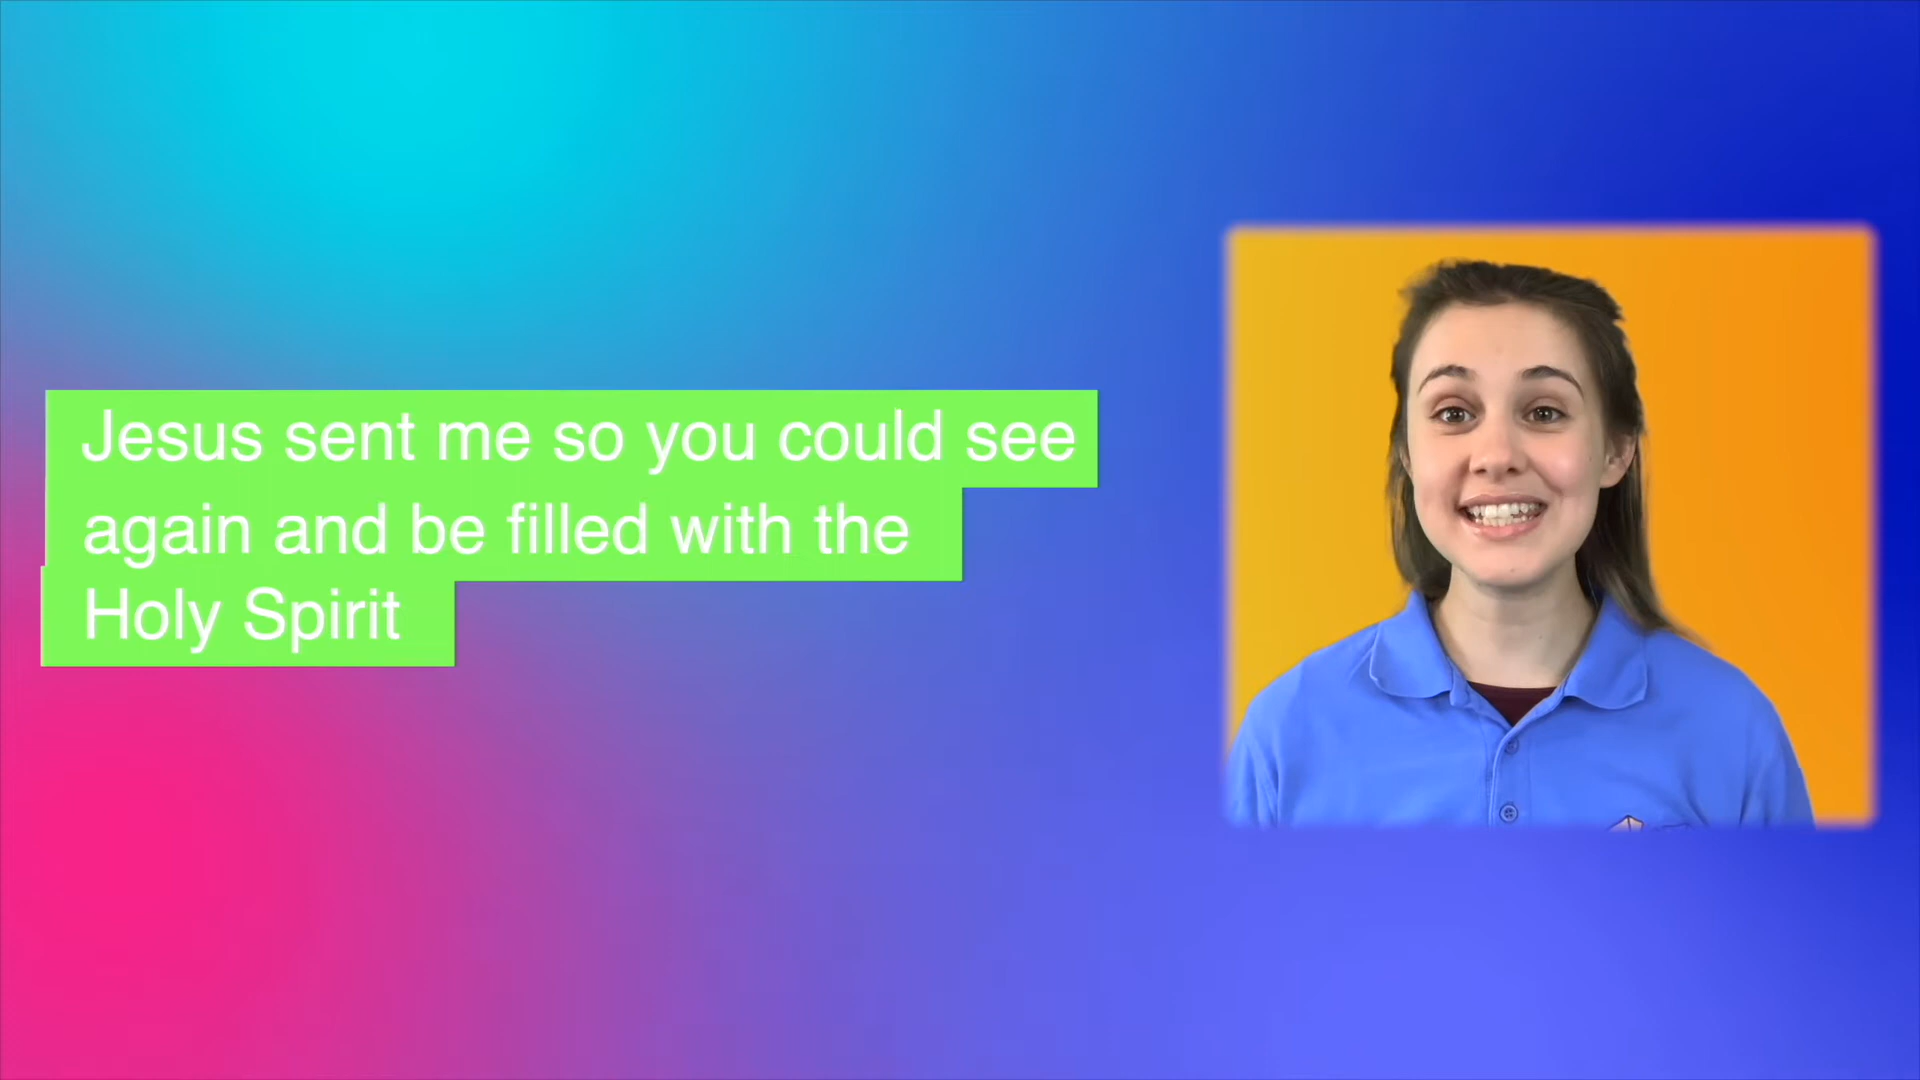 Jesus sent me so you could see
again and be filled with the
Holy Spirit